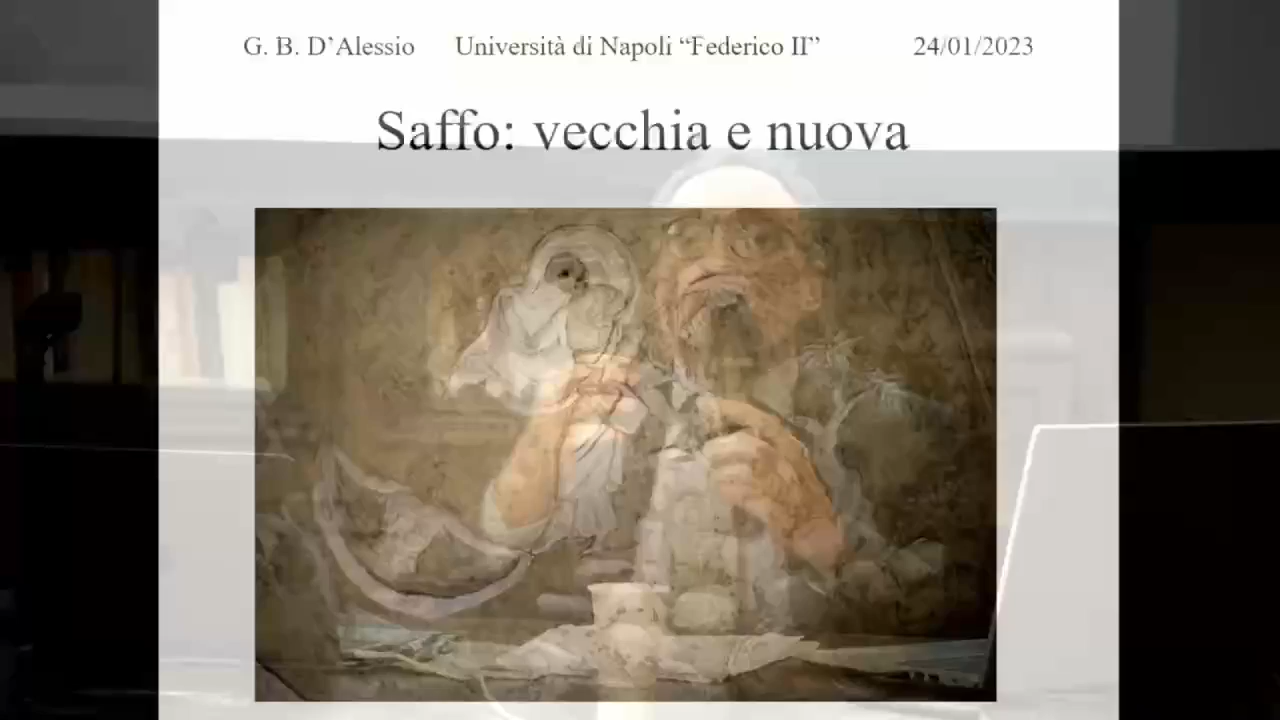 G. B. D’Alessio Università di Napoli “Federico II” 24/01/2023
Saffo: vecchia e nuova